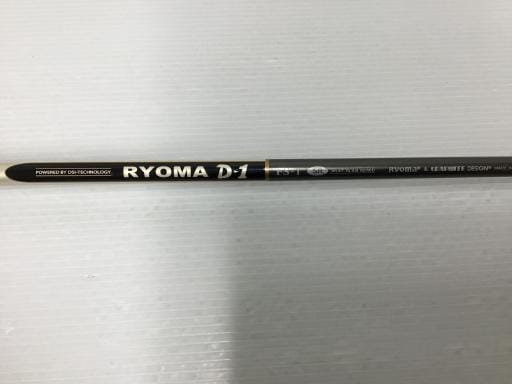 POWERED BY DSI-TECHNOLOGY RYOMA D-1 Ryoma & GRAPHITE DESIGN